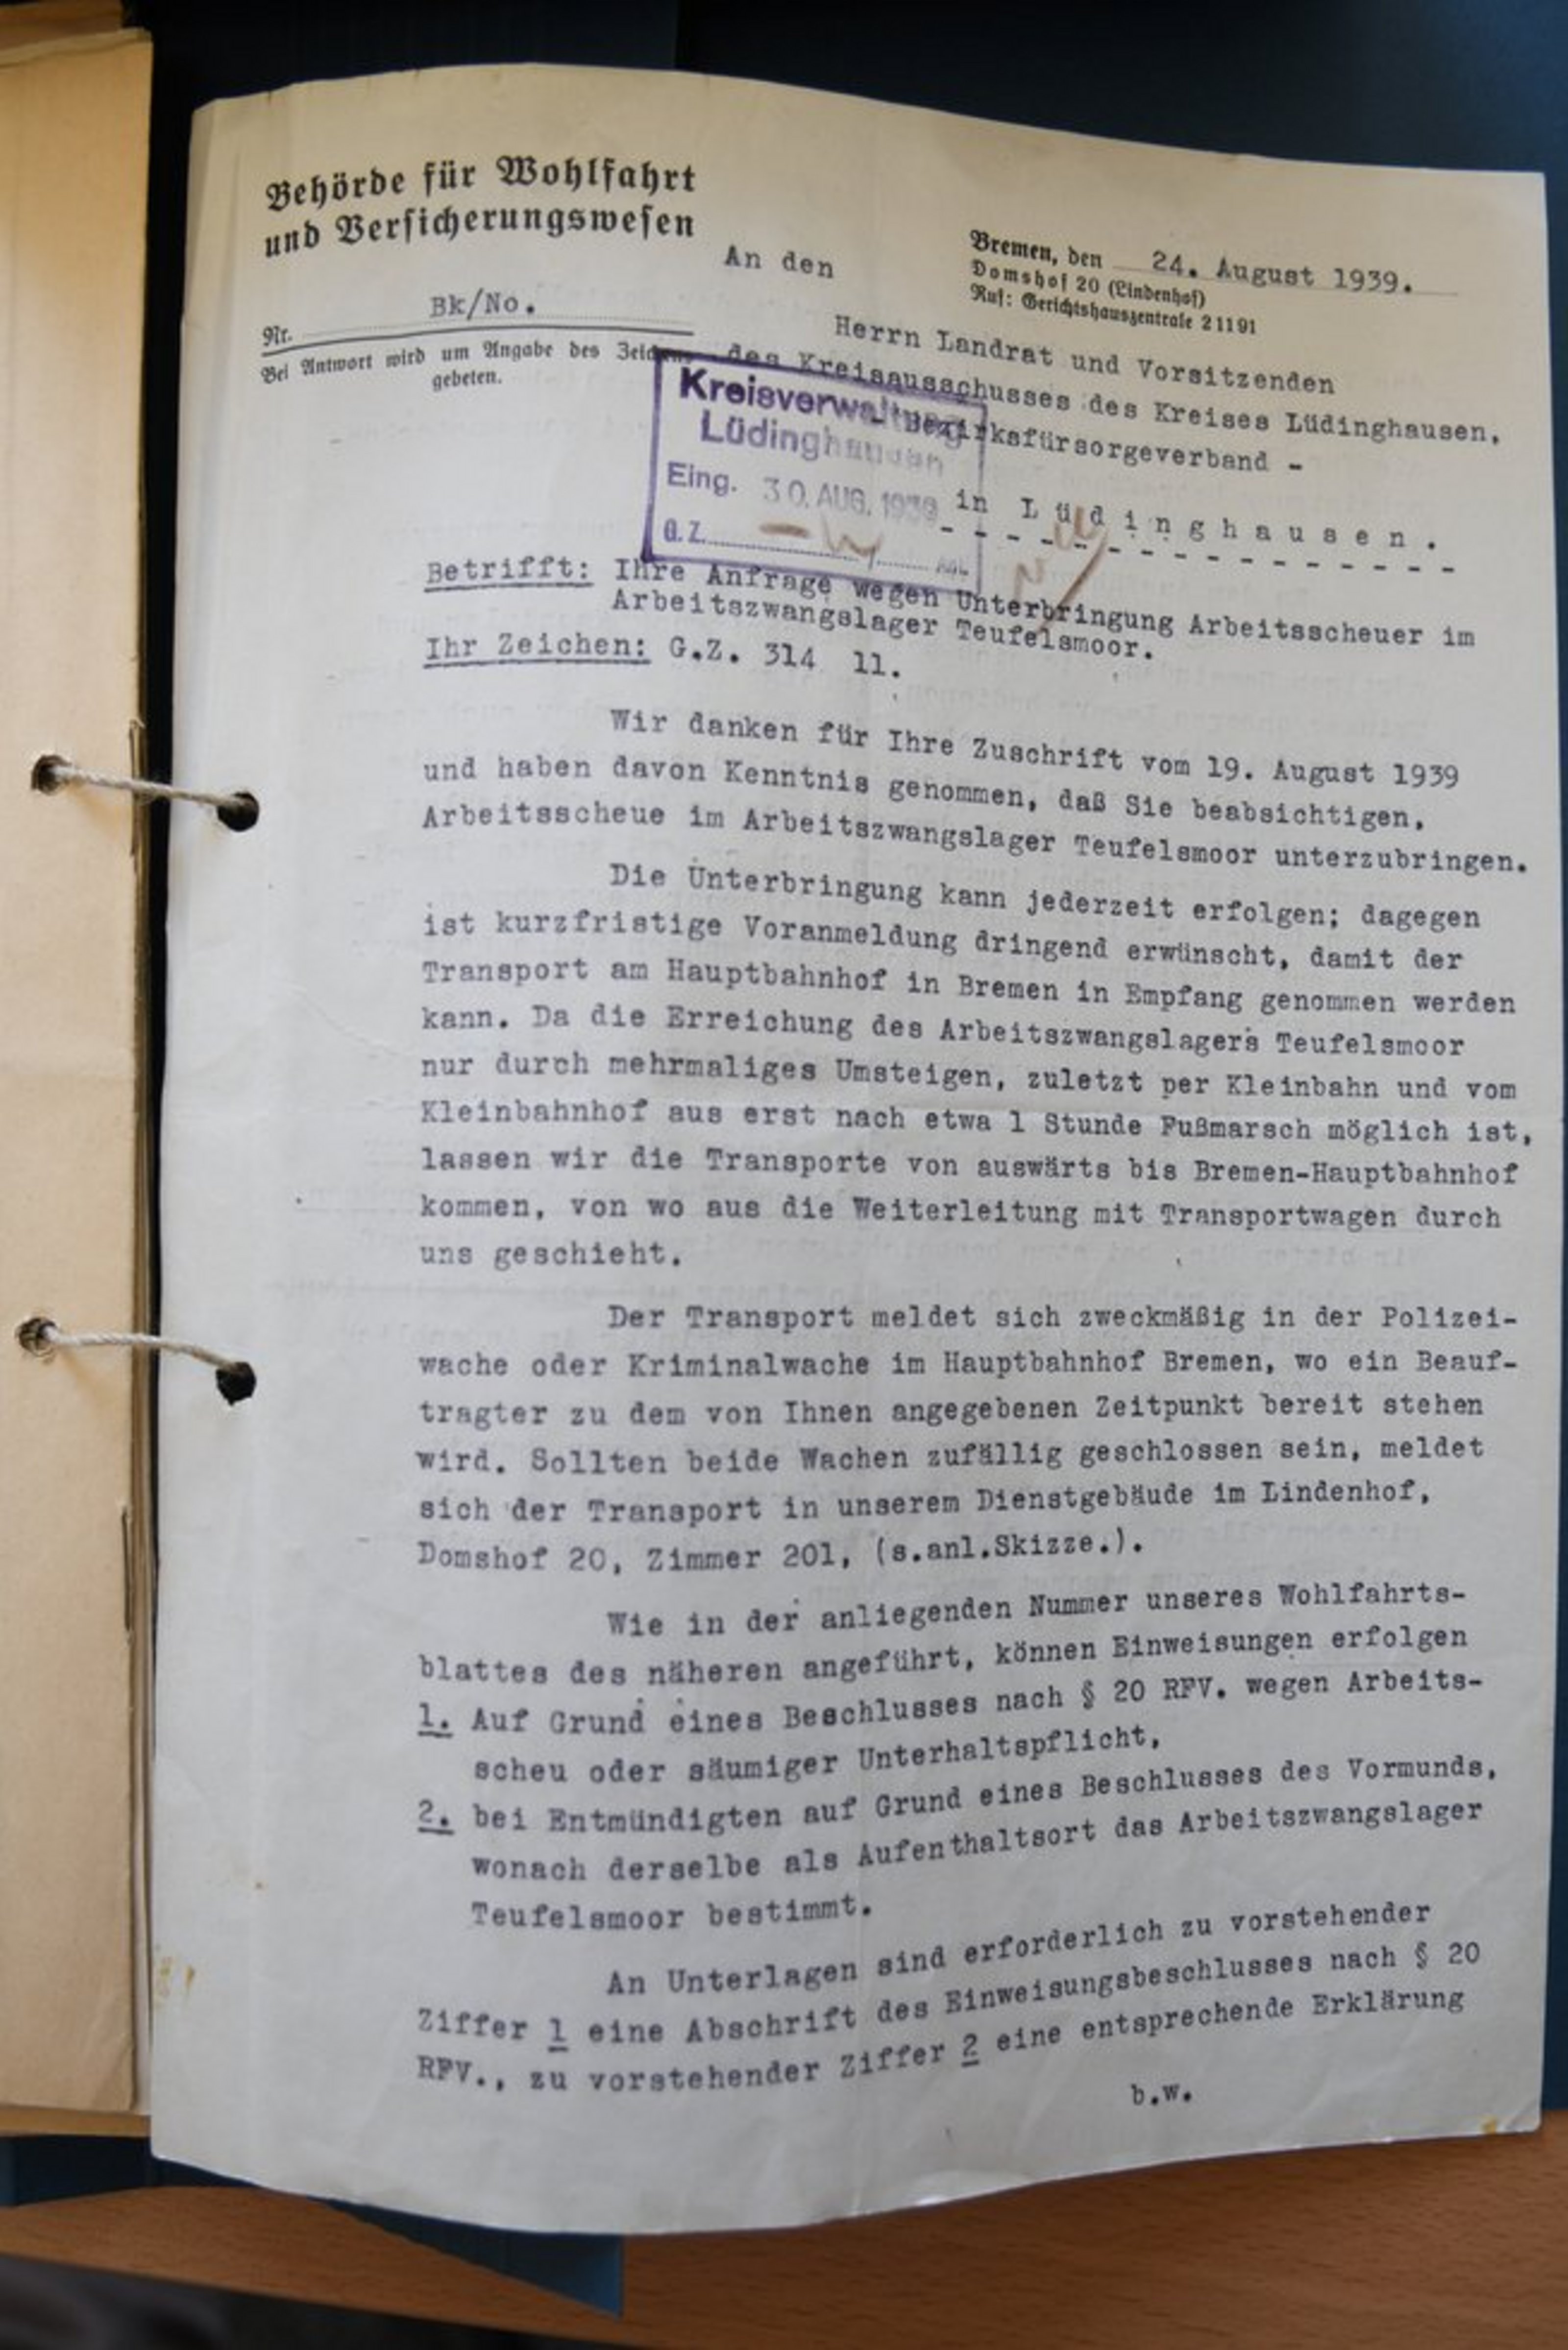 Behörde für Wohlfahrt
und Versicherungswesen
Bremen, den 24. August 1939.
Domshof 20 (Lindenhof)
Ruf: Gerichtshauszentrale 21191
Nr. Bk/No.
Bei Antwort wird um Angabe des Zeichens
gebeten.
An den
Herrn Landrat und Vorsitzenden
des Kreisausschusses des Kreises Lüdinghausen,
- Bezirksfürsorgeverband -
in Lüdinghausen.
Kreisverwaltung
Lüdinghausen
Eing. 30. AUG. 1939
G.Z. Anl.
Betrifft: Ihre Anfrage wegen Unterbringung Arbeitsscheuer im
Arbeitszwangslager Teufelsmoor.
Ihr Zeichen: G.Z. 314 11.
Wir danken für Ihre Zuschrift vom 19. August 1939
und haben davon Kenntnis genommen, daß Sie beabsichtigen,
Arbeitsscheue im Arbeitszwangslager Teufelsmoor unterzubringen.
Die Unterbringung kann jederzeit erfolgen; dagegen
ist kurzfristige Voranmeldung dringend erwünscht, damit der
Transport am Hauptbahnhof in Bremen in Empfang genommen werden
kann. Da die Erreichung des Arbeitszwangslagers Teufelsmoor
nur durch mehrmaliges Umsteigen, zuletzt per Kleinbahn und vom
Kleinbahnhof aus erst nach etwa 1 Stunde Fußmarsch möglich ist,
lassen wir die Transporte von auswärts bis Bremen-Hauptbahnhof
kommen, von wo aus die Weiterleitung mit Transportwagen durch
uns geschieht.
Der Transport meldet sich zweckmäßig in der Polizei-
wache oder Kriminalwache im Hauptbahnhof Bremen, wo ein Beauf-
tragter zu dem von Ihnen angegebenen Zeitpunkt bereit stehen
wird. Sollten beide Wachen zufällig geschlossen sein, meldet
sich der Transport in unserem Dienstgebäude im Lindenhof,
Domshof 20, Zimmer 201, (s.anl.Skizze.).
Wie in der anliegenden Nummer unseres Wohlfahrts-
blattes des näheren angeführt, können Einweisungen erfolgen
1. Auf Grund eines Beschlusses nach § 20 RFV. wegen Arbeits-
scheu oder säumiger Unterhaltspflicht,
2. bei Entmündigten auf Grund eines Beschlusses des Vormunds,
wonach derselbe als Aufenthaltsort das Arbeitszwangslager
Teufelsmoor bestimmt.
An Unterlagen sind erforderlich zu vorstehender
Ziffer 1 eine Abschrift des Einweisungsbeschlusses nach § 20
RFV., zu vorstehender Ziffer 2 eine entsprechende Erklärung
b.w.